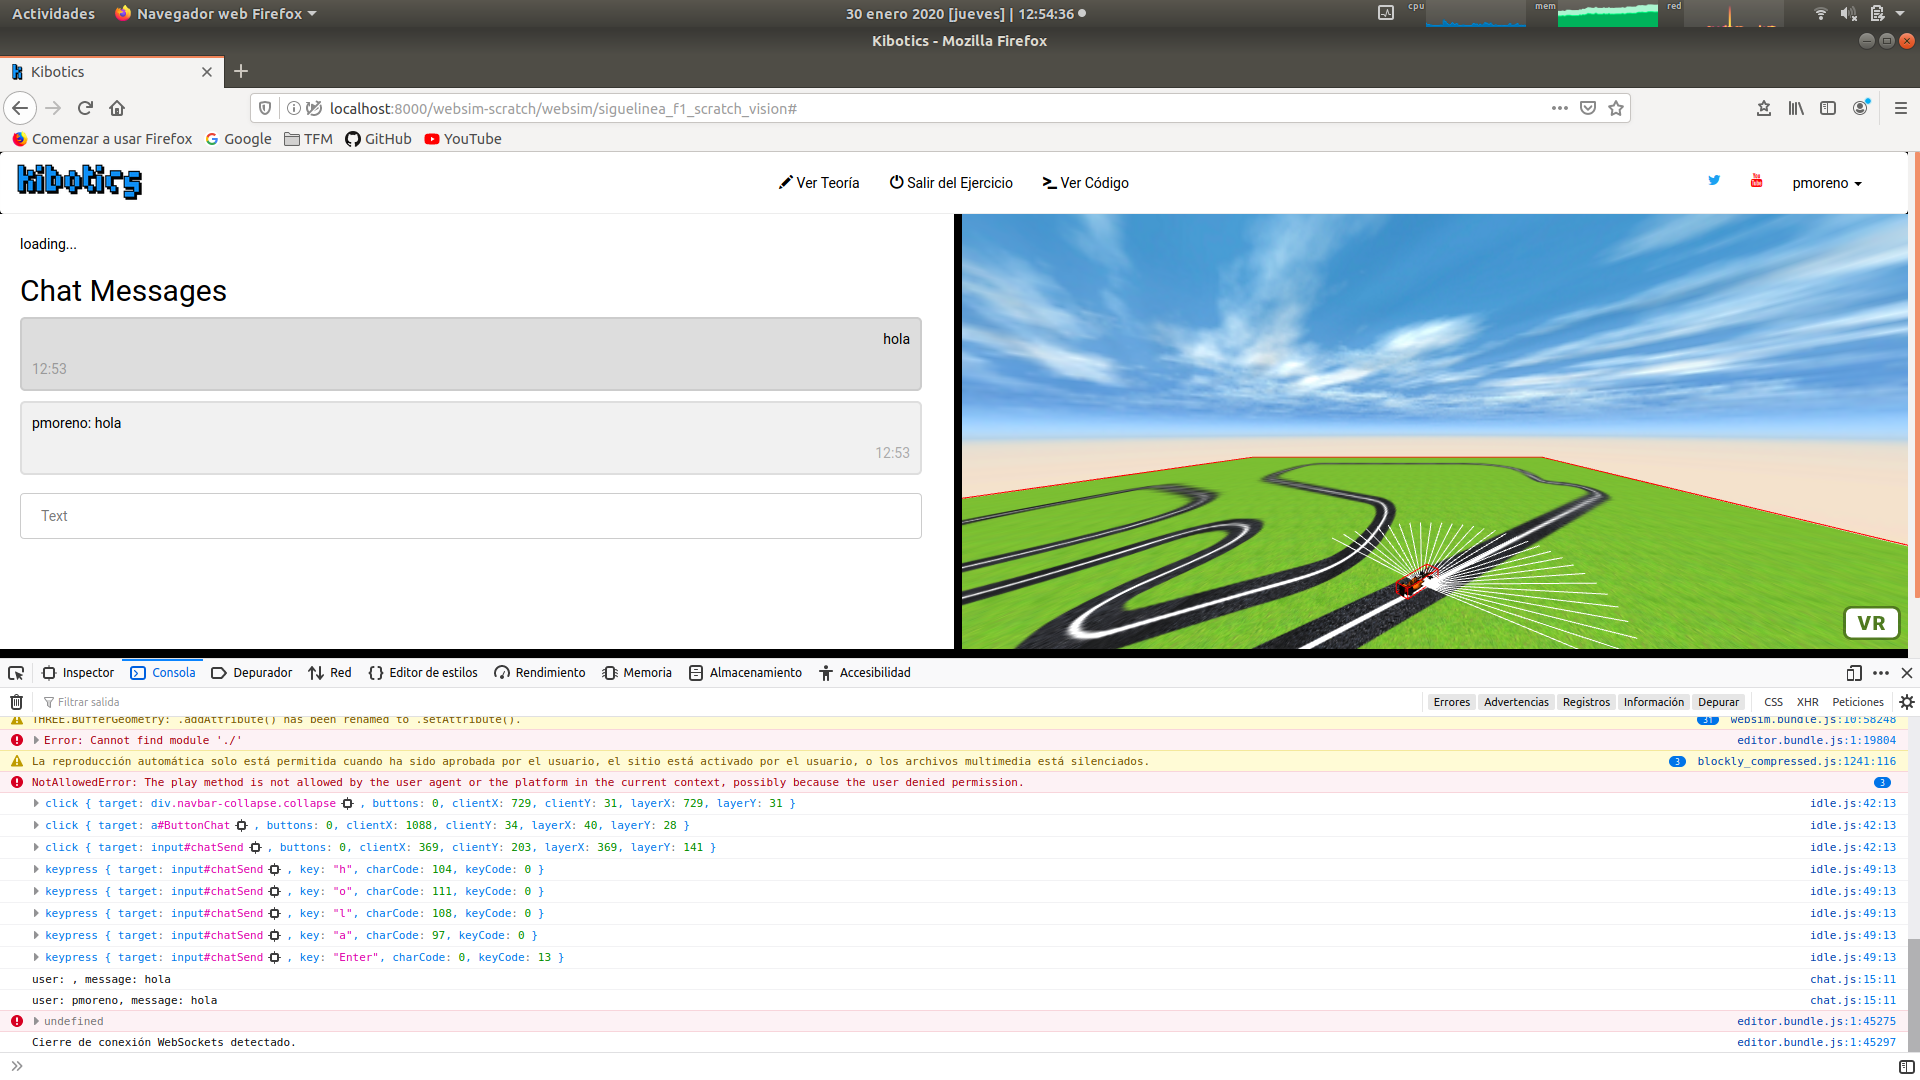 Actividades Navegador web Firefox 30 enero 2020 [jueves] | 12:54:36 cpu mem red
Kibotics - Mozilla Firefox
Kibotics
localhost:8000/websim-scratch/websim/siguelinea_f1_scratch_vision#
Comenzar a usar Firefox Google TFM GitHub YouTube
kibotics Ver Teoría Salir del Ejercicio Ver Código You Tube pmoreno
loading...
Chat Messages
hola
12:53
pmoreno: hola
12:53
Text
VR
Inspector Consola Depurador Red Editor de estilos Rendimiento Memoria Almacenamiento Accesibilidad
Filtrar salida Errores Advertencias Registros Información Depurar CSS XHR Peticiones
THREE.BufferGeometry: .addAttribute() has been renamed to .setAttribute(). 31 websim.bundle.js:10:58248
Error: Cannot find module './' editor.bundle.js:1:19804
La reproducción automática solo está permitida cuando ha sido aprobada por el usuario, el sitio está activado por el usuario, o los archivos multimedia está silenciados. 3 blockly_compressed.js:1241:116
NotAllowedError: The play method is not allowed by the user agent or the platform in the current context, possibly because the user denied permission. 3
click { target: div.navbar-collapse.collapse , buttons: 0, clientX: 729, clientY: 31, layerX: 729, layerY: 31 } idle.js:42:13
click { target: a#ButtonChat , buttons: 0, clientX: 1088, clientY: 34, layerX: 40, layerY: 28 } idle.js:42:13
click { target: input#chatSend , buttons: 0, clientX: 369, clientY: 203, layerX: 369, layerY: 141 } idle.js:42:13
keypress { target: input#chatSend , key: "h", charCode: 104, keyCode: 0 } idle.js:49:13
keypress { target: input#chatSend , key: "o", charCode: 111, keyCode: 0 } idle.js:49:13
keypress { target: input#chatSend , key: "l", charCode: 108, keyCode: 0 } idle.js:49:13
keypress { target: input#chatSend , key: "a", charCode: 97, keyCode: 0 } idle.js:49:13
keypress { target: input#chatSend , key: "Enter", charCode: 0, keyCode: 13 } idle.js:49:13
user: , message: hola chat.js:15:11
user: pmoreno, message: hola chat.js:15:11
undefined editor.bundle.js:1:45275
Cierre de conexión WebSockets detectado. editor.bundle.js:1:45297